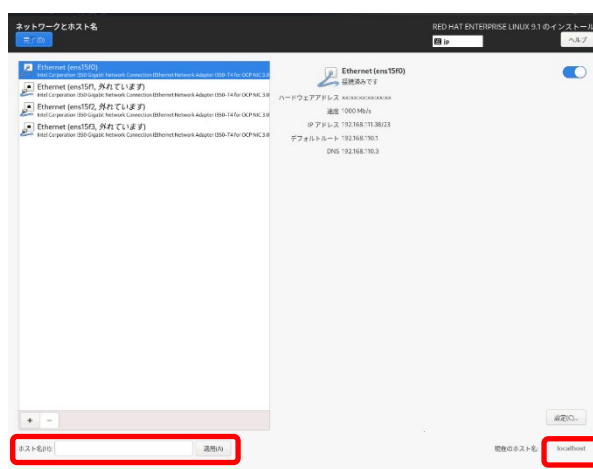 ネットワークとホスト名
完了(D)
RED HAT ENTERPRISE LINUX 9.1 のインストール
jp
ヘルプ
Ethernet (ens15f0)
Intel Corporation I350 Gigabit Network Connection (Ethernet Network Adapter I350-T4 for OCP NIC 3.0
Ethernet (ens15f1, 外れています)
Intel Corporation I350 Gigabit Network Connection (Ethernet Network Adapter I350-T4 for OCP NIC 3.0
Ethernet (ens15f2, 外れています)
Intel Corporation I350 Gigabit Network Connection (Ethernet Network Adapter I350-T4 for OCP NIC 3.0
Ethernet (ens15f3, 外れています)
Intel Corporation I350 Gigabit Network Connection (Ethernet Network Adapter I350-T4 for OCP NIC 3.0
Ethernet (ens15f0)
接続済みです
ハードウェアアドレス
速度 1000 Mb/s
IP アドレス 192.168.111.38/23
デフォルトルート 192.168.110.1
DNS 192.168.110.3
+ −
設定(C)...
ホスト名(H):
適用(A)
現在のホスト名: localhost